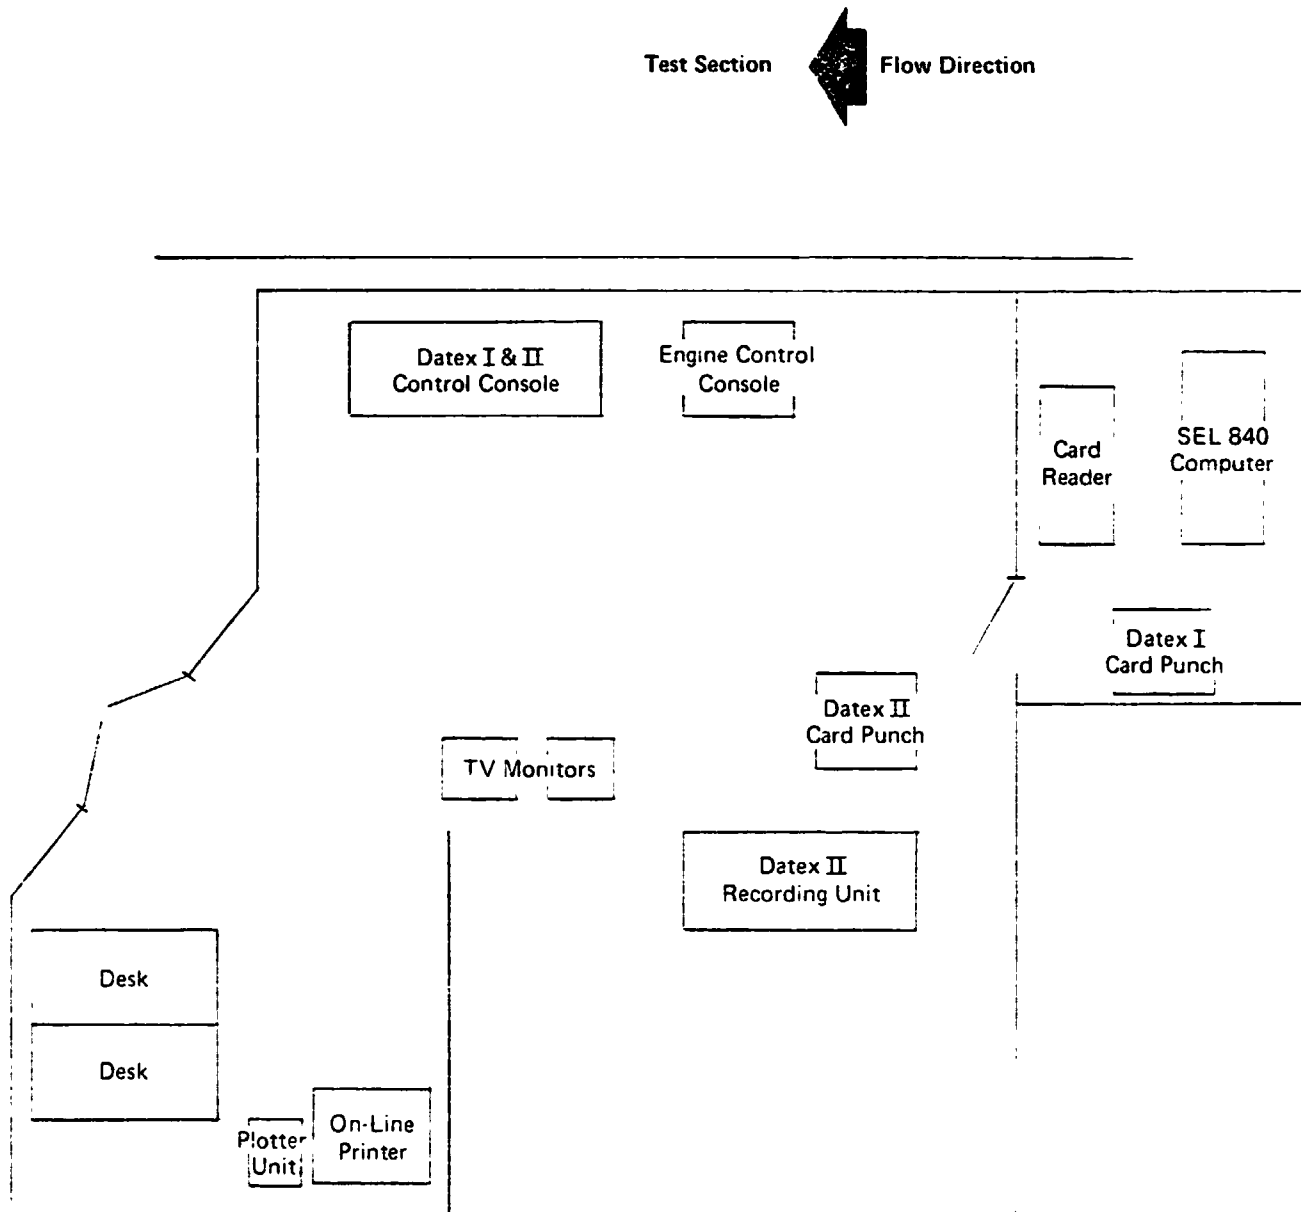 Test Section
Flow Direction
Datex I & II
Control Console
Engine Control
Console
Card
Reader
SEL 840
Computer
Datex I
Card Punch
Datex II
Card Punch
TV Monitors
Datex II
Recording Unit
Desk
Desk
Plotter
Unit
On-Line
Printer